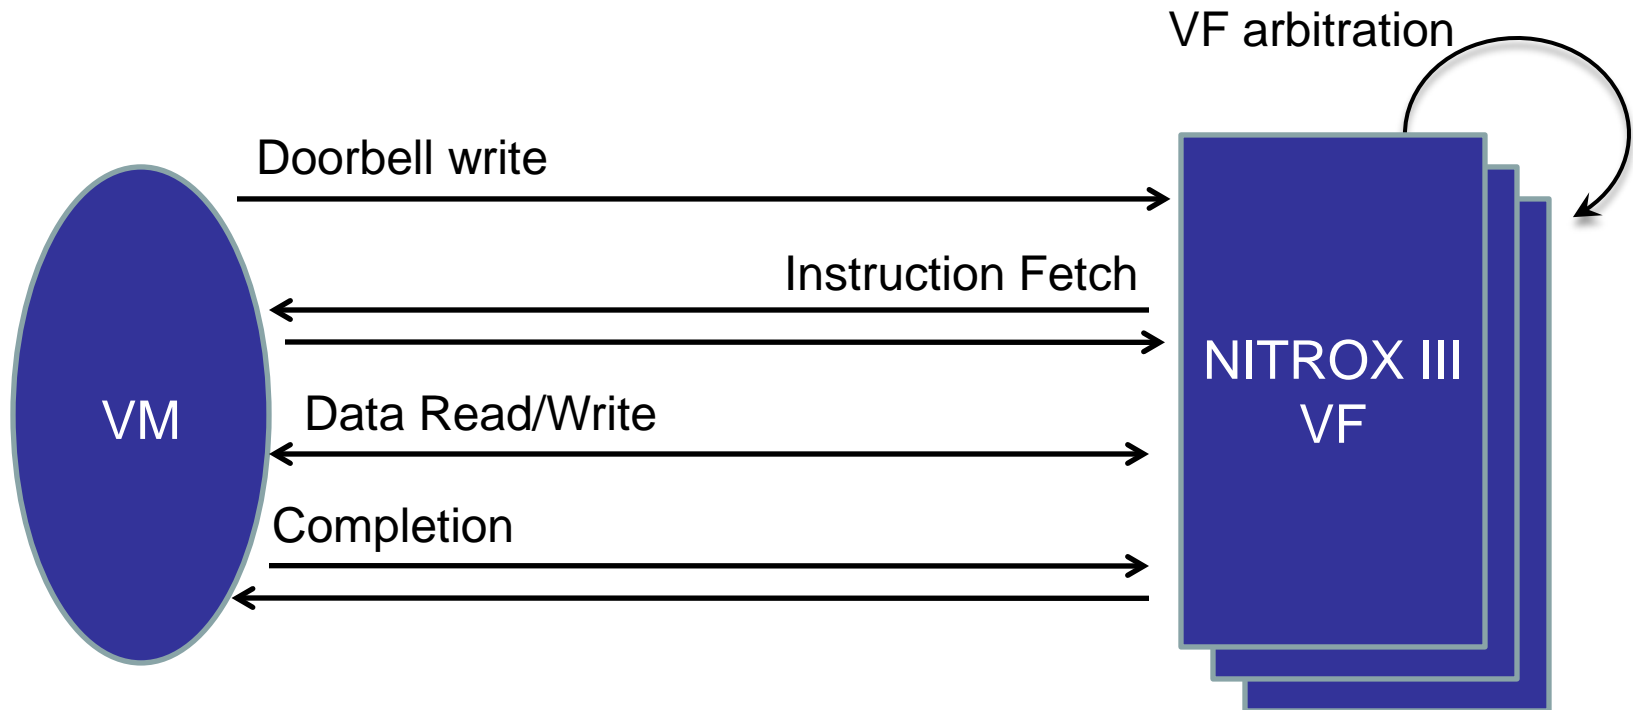 VF arbitration
Doorbell write
Instruction Fetch
NITROX III
VF
VM
Data Read/Write
Completion